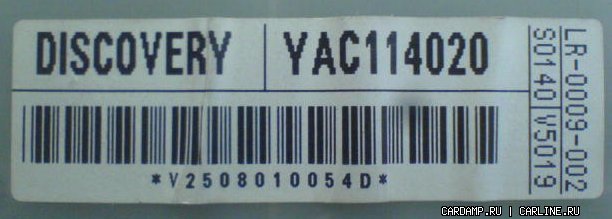 DISCOVERY YAC114020
*V2508010054D*
LR-0009-002
S0140 V5019
CARDAMP.RU | CARLINE.RU